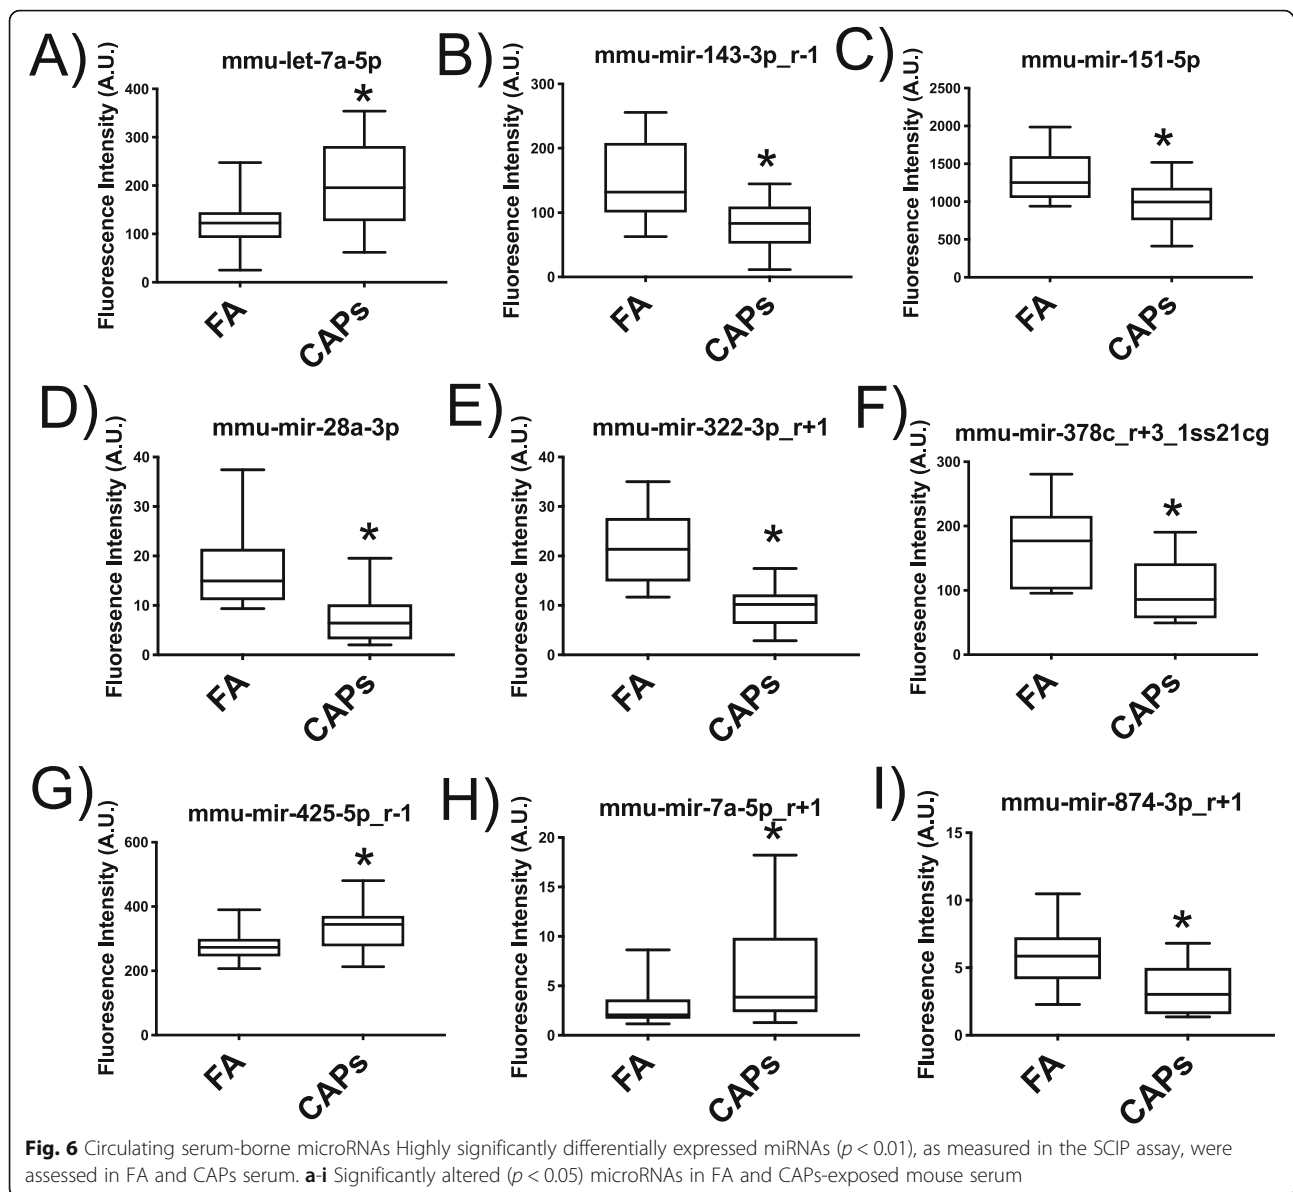 A)
mmu-let-7a-5p
Fluorescence Intensity (A.U.)
400
*
300
200
100
0
FA
CAPs
B)
mmu-mir-143-3p_r-1
Fluoresence Intensity (A.U.)
300
200
*
100
0
FA
CAPs
C)
mmu-mir-151-5p
Fluoresence Intensity (A.U.)
2500
2000
*
1500
1000
500
0
FA
CAPs
D)
mmu-mir-28a-3p
Fluoresence Intensity (A.U.)
40
30
*
20
10
0
FA
CAPs
E)
mmu-mir-322-3p_r+1
Fluoresence Intensity (A.U.)
40
30
*
20
10
0
FA
CAPs
F)
mmu-mir-378c_r+3_1ss21cg
Fluoresence Intensity (A.U.)
300
*
200
100
0
FA
CAPs
G)
mmu-mir-425-5p_r-1
Fluoresence Intensity (A.U.)
600
*
400
200
0
FA
CAPs
H)
mmu-mir-7a-5p_r+1
Fluoresence Intensity (A.U.)
*
20
15
10
5
0
FA
CAPs
I)
mmu-mir-874-3p_r+1
Fluoresence Intensity (A.U.)
15
10
*
5
0
FA
CAPs
Fig. 6 Circulating serum-borne microRNAs Highly significantly differentially expressed miRNAs (p < 0.01), as measured in the SCIP assay, were
assessed in FA and CAPs serum. a-i Significantly altered (p < 0.05) microRNAs in FA and CAPs-exposed mouse serum